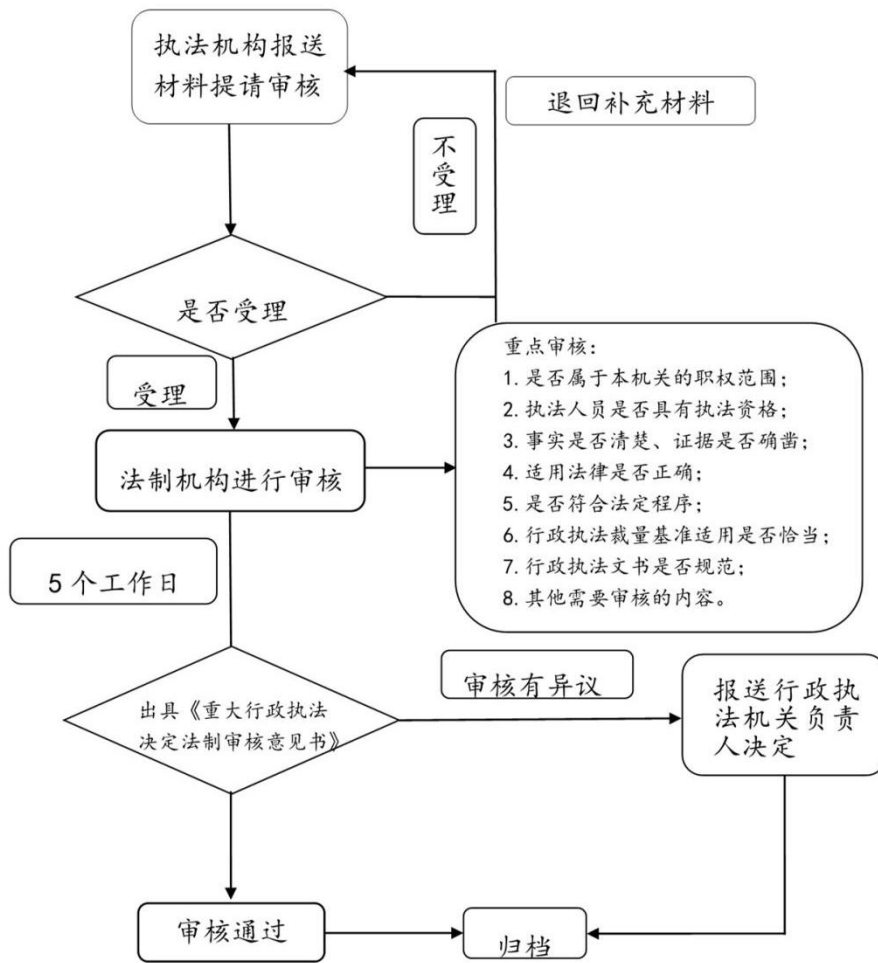 执法机构报送
材料提请审核
退回补充材料
不受理
是否受理
受理
法制机构进行审核
重点审核：
1.是否属于本机关的职权范围；
2.执法人员是否具有执法资格；
3.事实是否清楚、证据是否确凿；
4.适用法律是否正确；
5.是否符合法定程序；
6.行政执法裁量基准适用是否恰当；
7.行政执法文书是否规范；
8.其他需要审核的内容。
5个工作日
出具《重大行政执法
决定法制审核意见书》
审核有异议
报送行政执
法机关负责
人决定
审核通过
归档